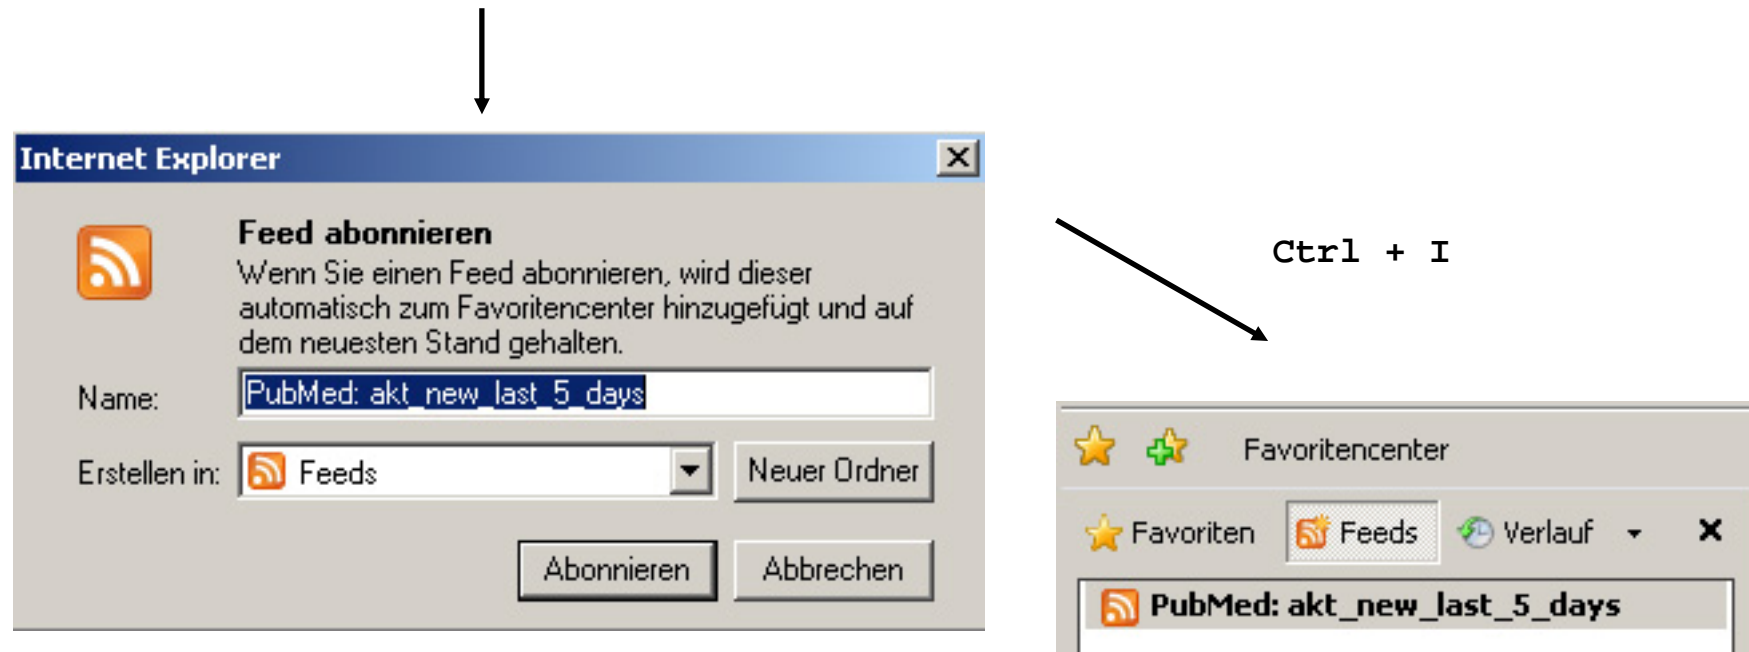 Internet Explorer
Feed abonnieren
Wenn Sie einen Feed abonnieren, wird dieser
automatisch zum Favoritencenter hinzugefügt und auf
dem neuesten Stand gehalten.
Name: PubMed: akt_new_last_5_days
Erstellen in: Feeds Neuer Ordner
Abonnieren Abbrechen
Ctrl + I
Favoritencenter
Favoriten Feeds Verlauf
PubMed: akt_new_last_5_days